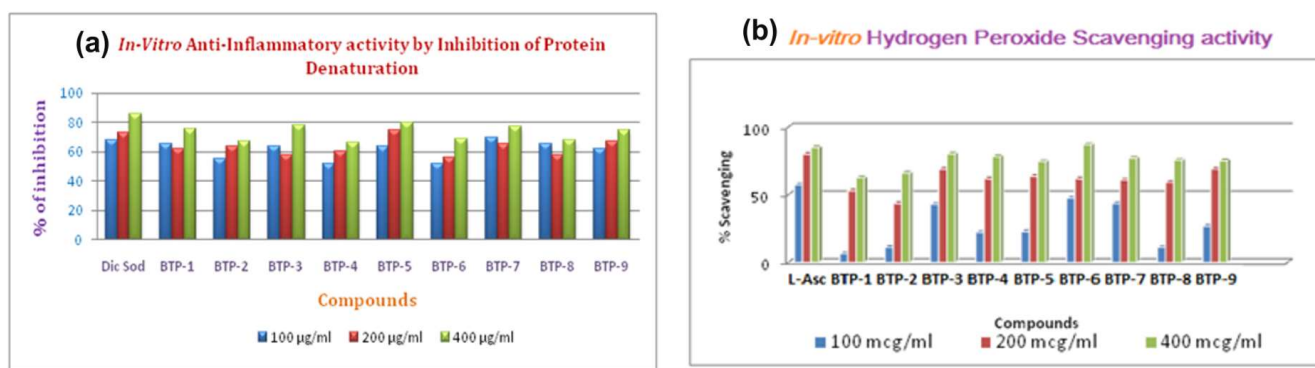 (a) In-Vitro Anti-Inflammatory activity by Inhibition of Protein
Denaturation
% of inhibition
100
80
60
40
20
0
Dic Sod BTP-1 BTP-2 BTP-3 BTP-4 BTP-5 BTP-6 BTP-7 BTP-8 BTP-9
Compounds
100 µg/ml 200 µg/ml 400 µg/ml
(b) In-vitro Hydrogen Peroxide Scavenging activity
% Scavenging
100
50
0
L-Asc BTP-1 BTP-2 BTP-3 BTP-4 BTP-5 BTP-6 BTP-7 BTP-8 BTP-9
Compounds
100 mcg/ml 200 mcg/ml 400 mcg/ml